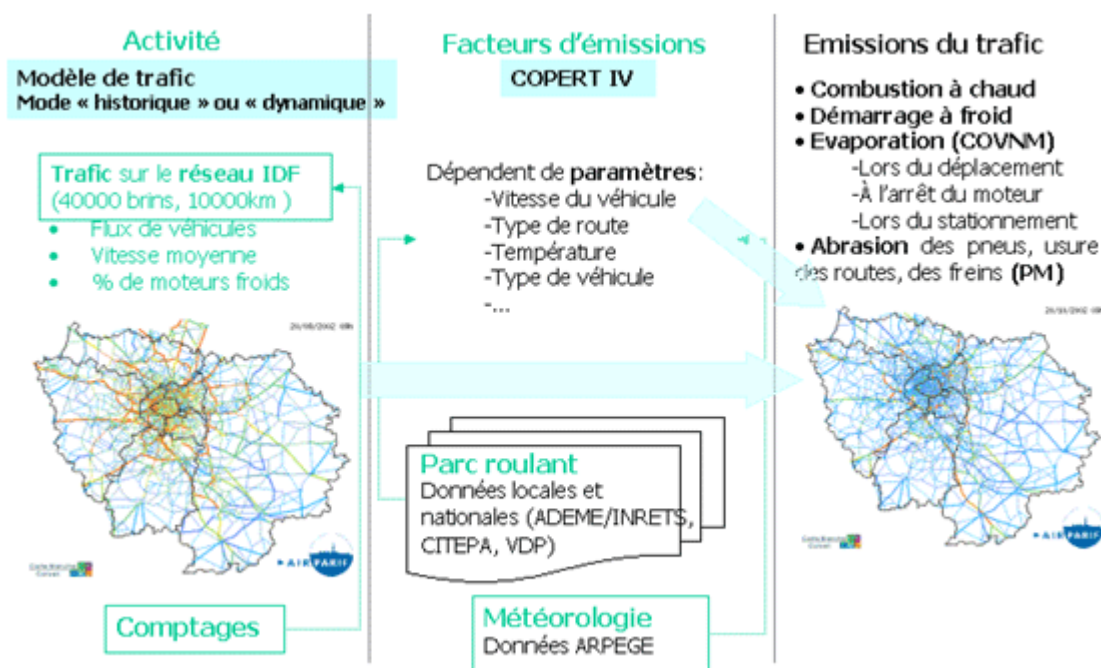 Activité
Modèle de trafic
Mode « historique » ou « dynamique »
Trafic sur le réseau IDF
(40000 brins, 10000km )
• Flux de véhicules
• Vitesse moyenne
• % de moteurs froids
AIRPARIF
Comptages
Facteurs d'émissions
COPERT IV
Dépendent de paramètres:
-Vitesse du véhicule
-Type de route
-Température
-Type de véhicule
-...
Parc roulant
Données locales et
nationales (ADEME/INRETS,
CITEPA, VDP)
Météorologie
Données ARPEGE
Emissions du trafic
• Combustion à chaud
• Démarrage à froid
• Evaporation (COVNM)
-Lors du déplacement
-À l'arrêt du moteur
-Lors du stationnement
• Abrasion des pneus, usure
des routes, des freins (PM)
AIRPARIF